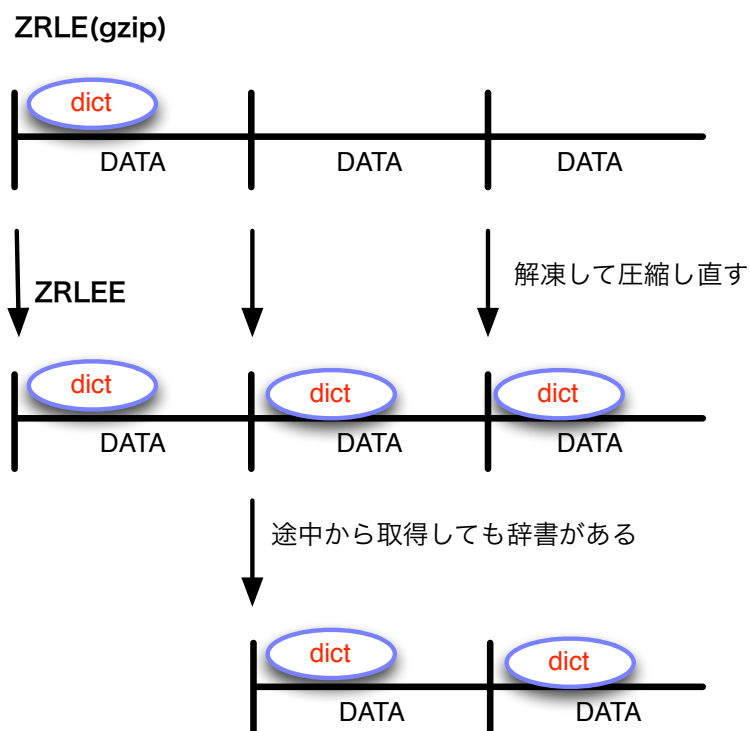 ZRLE(gzip)
dict
DATA DATA DATA
解凍して圧縮し直す
ZRLEE
dict dict dict
DATA DATA DATA
途中から取得しても辞書がある
dict dict
DATA DATA